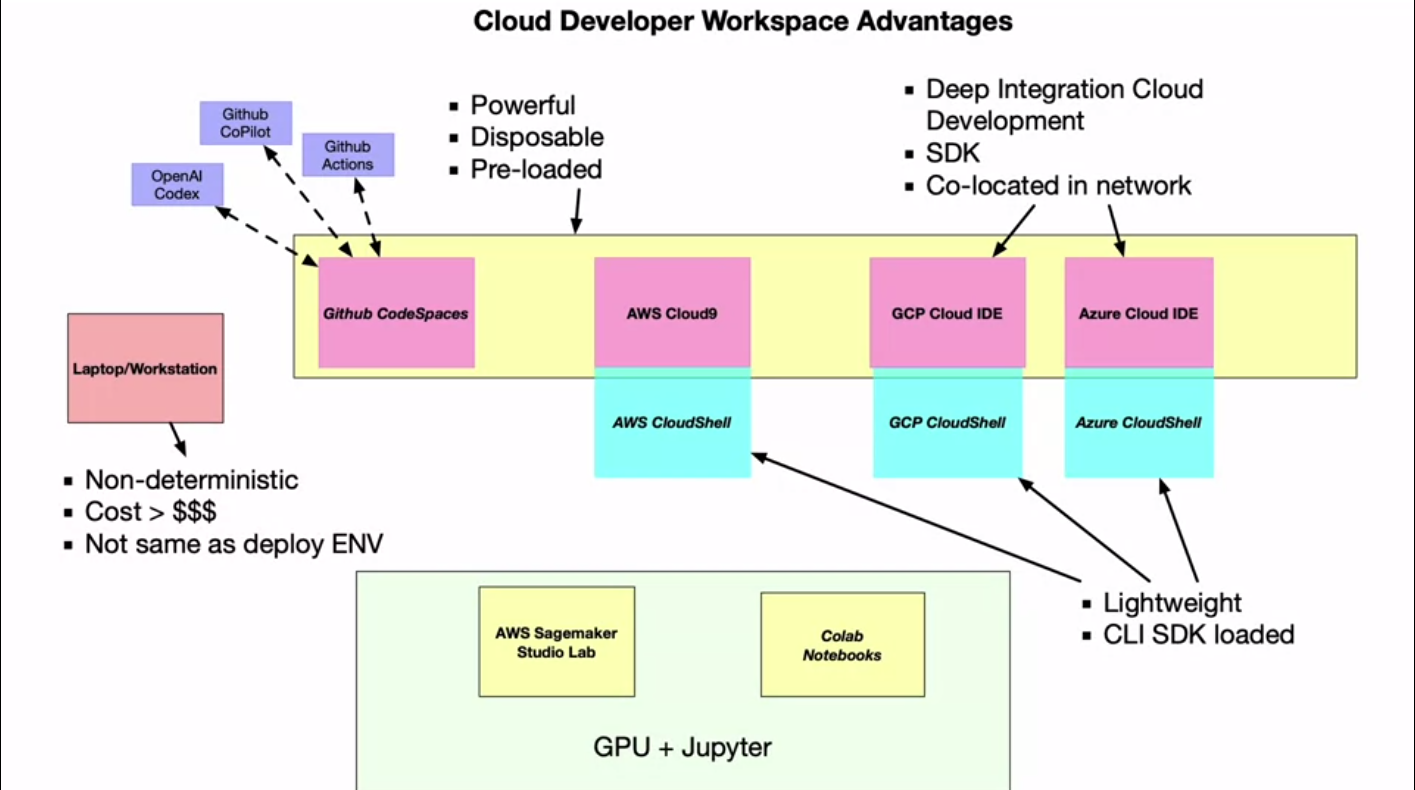 Cloud Developer Workspace Advantages
Github
CoPilot
Github
Actions
OpenAI
Codex
▪ Powerful
▪ Disposable
▪ Pre-loaded
▪ Deep Integration Cloud
Development
▪ SDK
▪ Co-located in network
Github CodeSpaces
AWS Cloud9
GCP Cloud IDE
Azure Cloud IDE
Laptop/Workstation
AWS CloudShell
GCP CloudShell
Azure CloudShell
▪ Non-deterministic
▪ Cost > $$$
▪ Not same as deploy ENV
▪ Lightweight
▪ CLI SDK loaded
AWS Sagemaker
Studio Lab
Colab
Notebooks
GPU + Jupyter